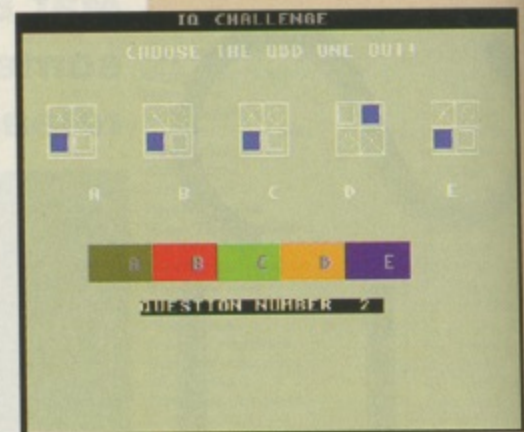 IQ CHALLENGE
CHOOSE THE ODD ONE OUT!
A B C D E
A B C D E
QUESTION NUMBER 2